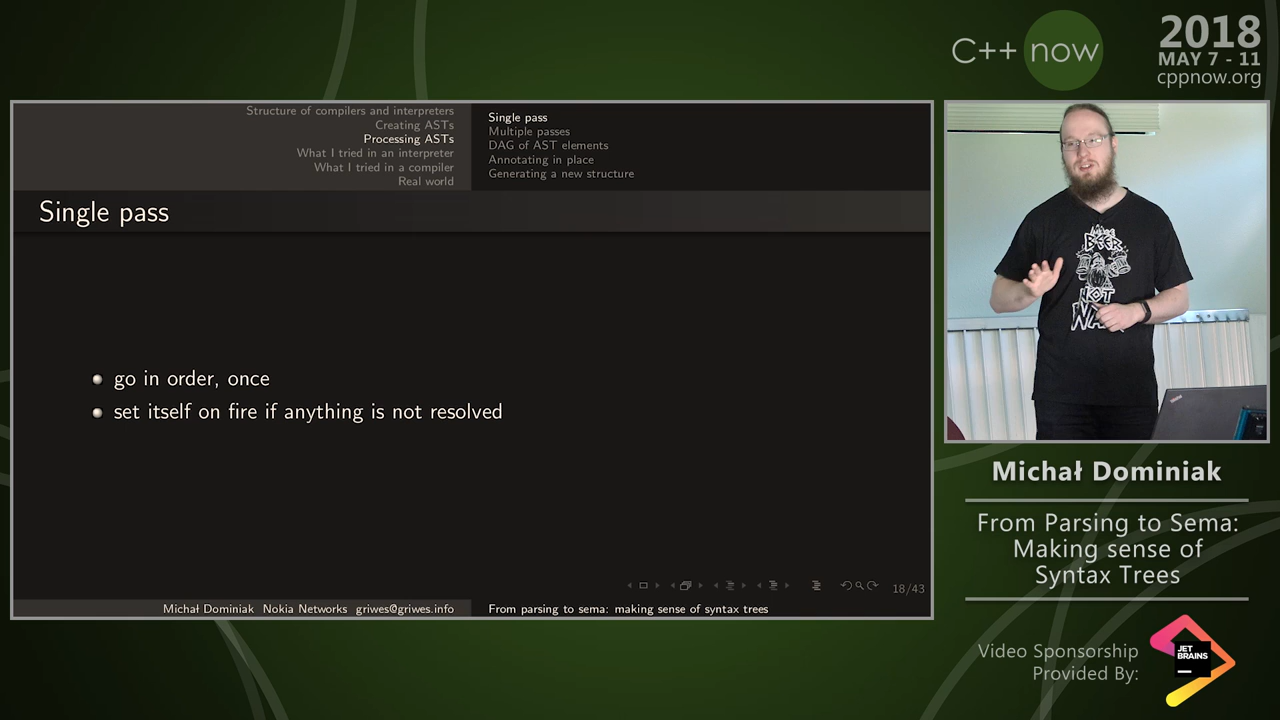 C++ now
2018
MAY 7 - 11
cppnow.org
Structure of compilers and interpreters
Creating ASTs
Processing ASTs
What I tried in an interpreter
What I tried in a compiler
Real world
Single pass
Multiple passes
DAG of AST elements
Annotating in place
Generating a new structure
Single pass
go in order, once
set itself on fire if anything is not resolved
18/43
Michał Dominiak Nokia Networks griwes@griwes.info
From parsing to sema: making sense of syntax trees
BEER
NOT
Michał Dominiak
From Parsing to Sema:
Making sense of
Syntax Trees
Video Sponsorship
Provided By:
JET
BRAINS